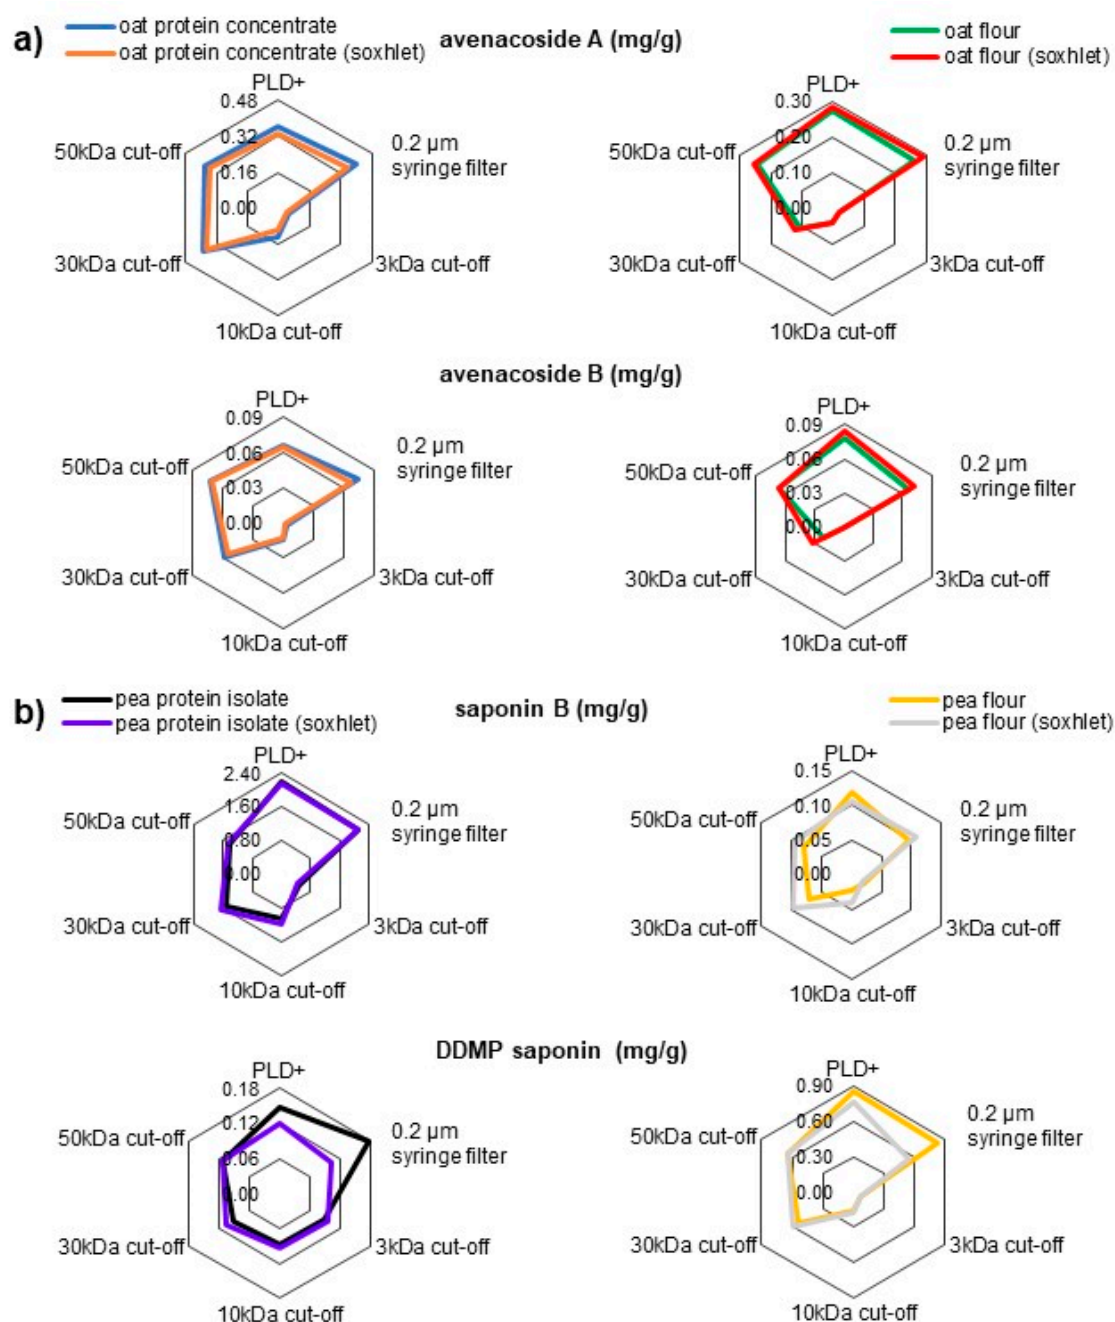 a)
oat protein concentrate
oat protein concentrate (soxhlet)
avenacoside A (mg/g)
oat flour
oat flour (soxhlet)
PLD+
0.48
0.32
0.16
0.00
0.2 µm
syringe filter
50kDa cut-off
30kDa cut-off
3kDa cut-off
10kDa cut-off
PLD+
0.30
0.20
0.10
0.00
0.2 µm
syringe filter
50kDa cut-off
30kDa cut-off
3kDa cut-off
10kDa cut-off
avenacoside B (mg/g)
PLD+
0.09
0.06
0.03
0.00
0.2 µm
syringe filter
50kDa cut-off
30kDa cut-off
3kDa cut-off
10kDa cut-off
PLD+
0.09
0.06
0.03
0.00
0.2 µm
syringe filter
50kDa cut-off
30kDa cut-off
3kDa cut-off
10kDa cut-off
b)
pea protein isolate
pea protein isolate (soxhlet)
saponin B (mg/g)
pea flour
pea flour (soxhlet)
PLD+
2.40
1.60
0.80
0.00
0.2 µm
syringe filter
50kDa cut-off
30kDa cut-off
3kDa cut-off
10kDa cut-off
PLD+
0.15
0.10
0.05
0.00
0.2 µm
syringe filter
50kDa cut-off
30kDa cut-off
3kDa cut-off
10kDa cut-off
DDMP saponin (mg/g)
PLD+
0.18
0.12
0.06
0.00
0.2 µm
syringe filter
50kDa cut-off
30kDa cut-off
3kDa cut-off
10kDa cut-off
PLD+
0.90
0.60
0.30
0.00
0.2 µm
syringe filter
50kDa cut-off
30kDa cut-off
3kDa cut-off
10kDa cut-off